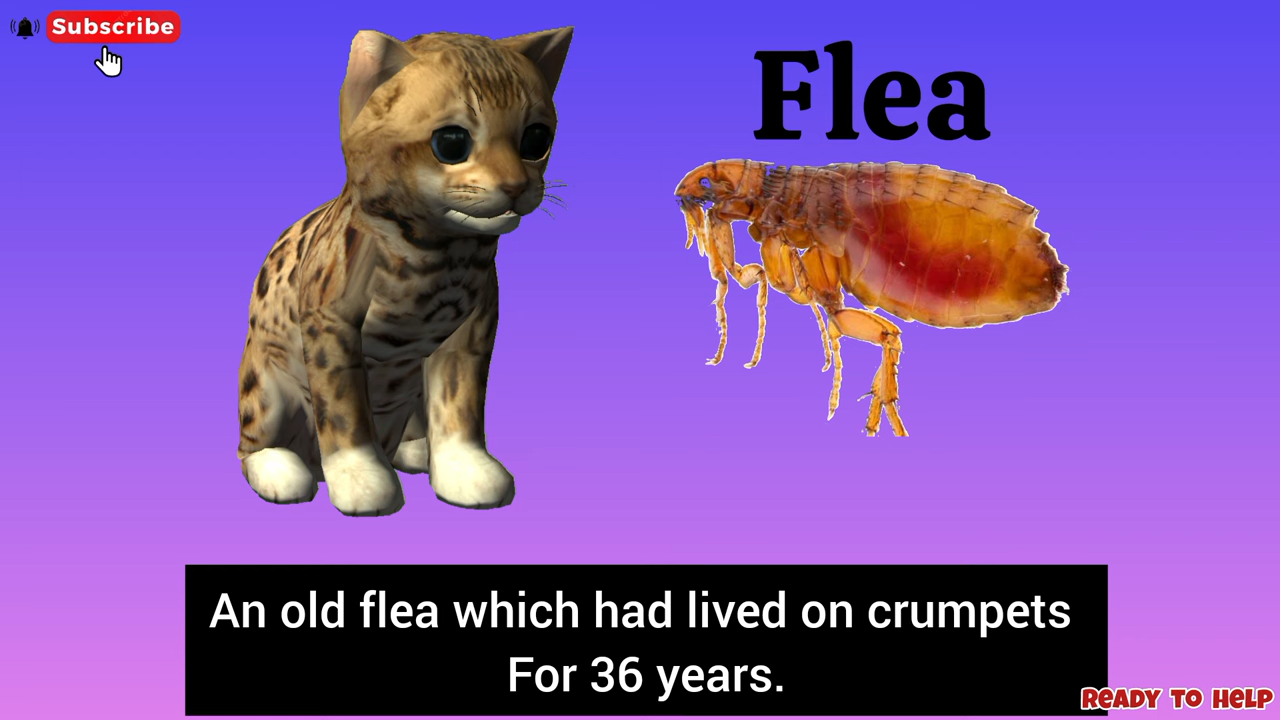 Subscribe
Flea
An old flea which had lived on crumpets
For 36 years.
READY TO HELP